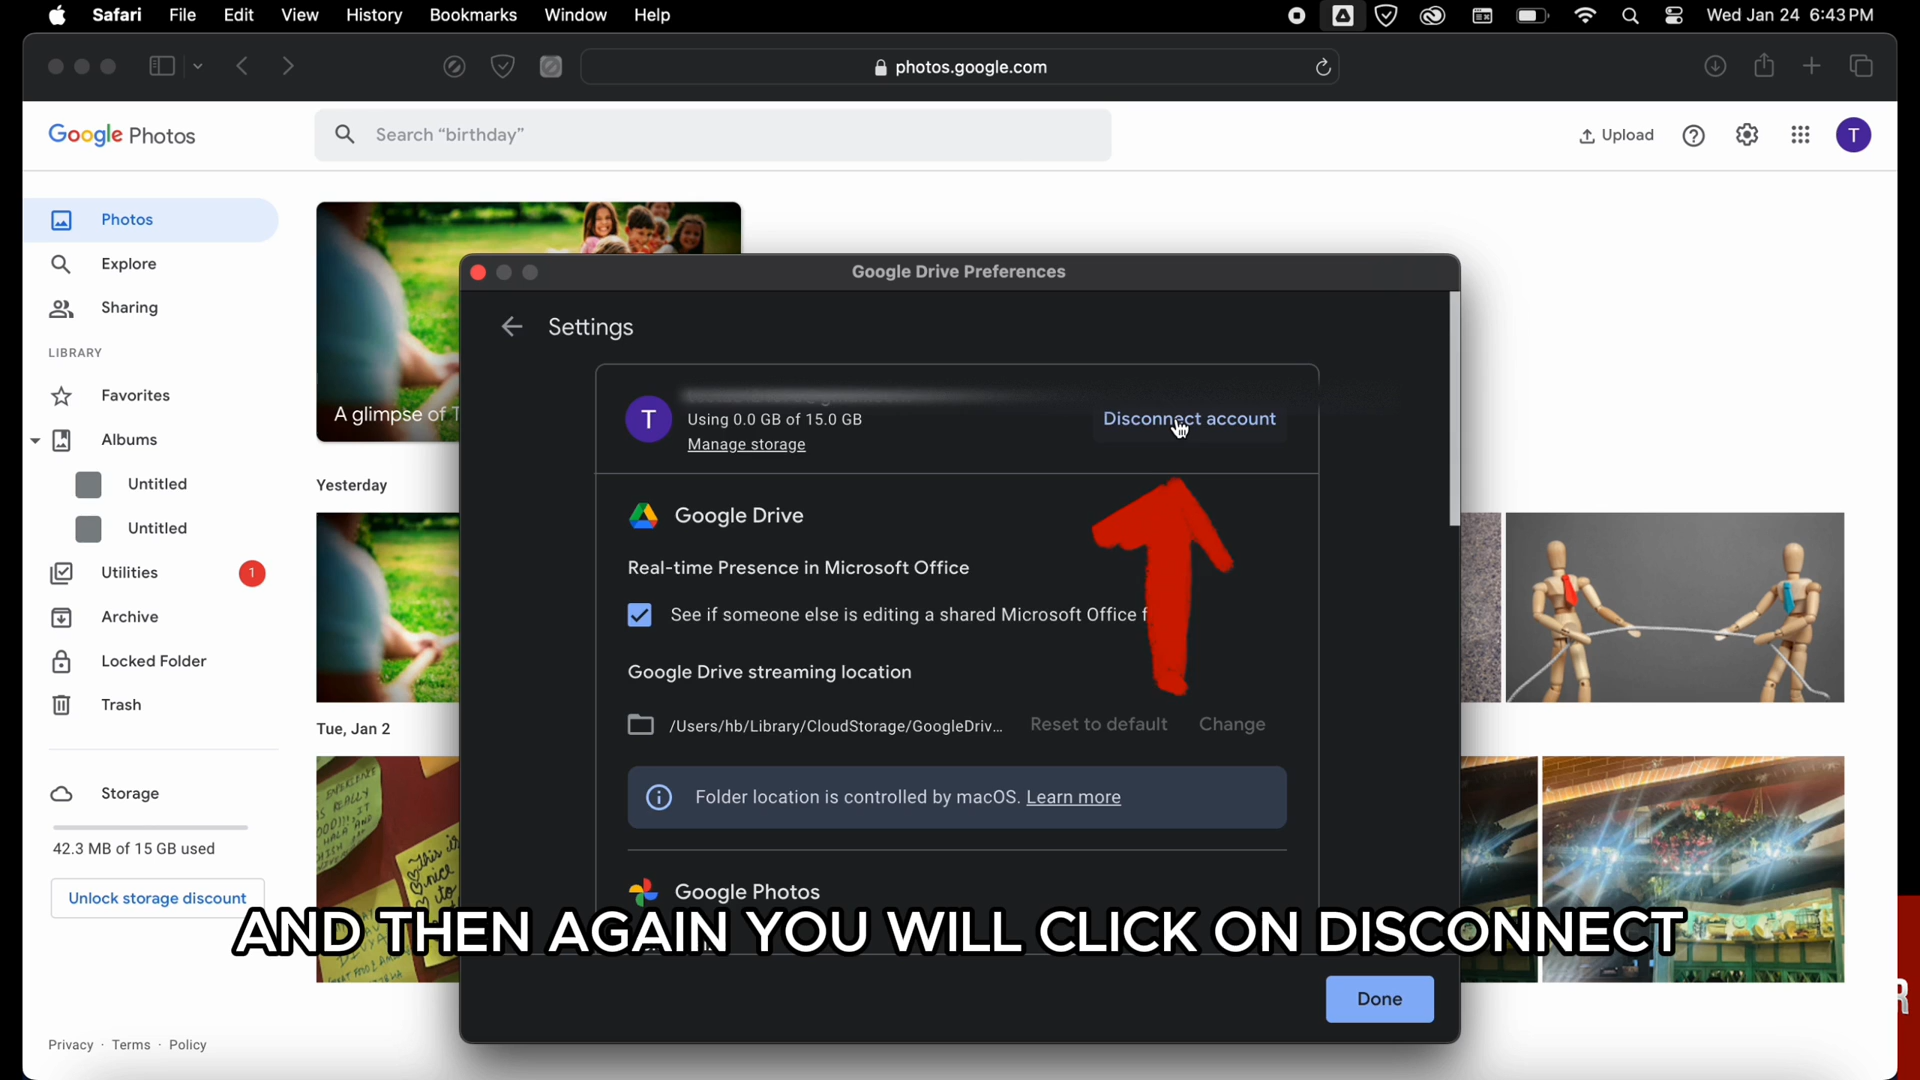 Safari File Edit View History Bookmarks Window Help Wed Jan 24 6:43 PM
photos.google.com
Google Photos
Search “birthday”
Upload
T
Photos
Explore
Sharing
LIBRARY
Favorites
Albums
Untitled
Untitled
Utilities 1
Archive
Locked Folder
Trash
Storage
42.3 MB of 15 GB used
Unlock storage discount
Privacy · Terms · Policy
A glimpse of
Yesterday
Tue, Jan 2
Google Drive Preferences
Settings
T
Using 0.0 GB of 15.0 GB
Manage storage
Disconnect account
Google Drive
Real-time Presence in Microsoft Office
See if someone else is editing a shared Microsoft Office f
Google Drive streaming location
/Users/hb/Library/CloudStorage/GoogleDriv...
Reset to default Change
Folder location is controlled by macOS. Learn more
Google Photos
AND THEN AGAIN YOU WILL CLICK ON DISCONNECT
Done